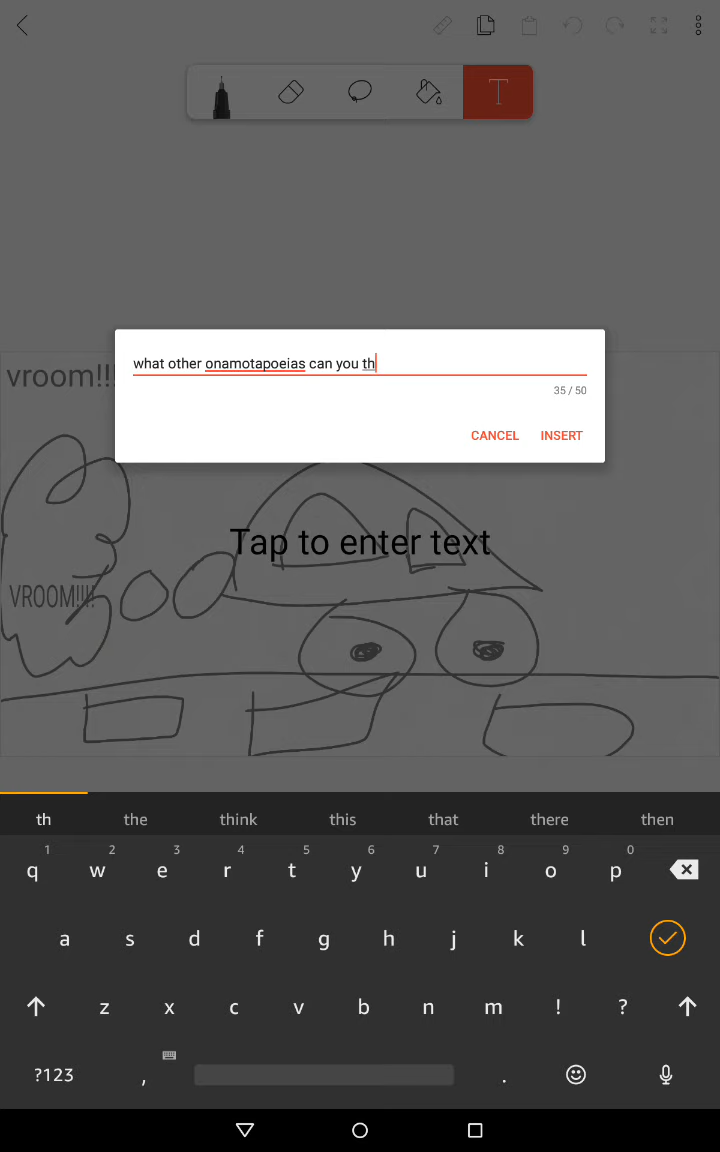 T
vroom!!!
what other onamotapoeias can you th
35 / 50
CANCEL INSERT
Tap to enter text
VROOM!!!!
th the think this that there then
1 2 3 4 5 6 7 8 9 0
q w e r t y u i o p
a s d f g h j k l
z x c v b n m ! ?
?123 , .